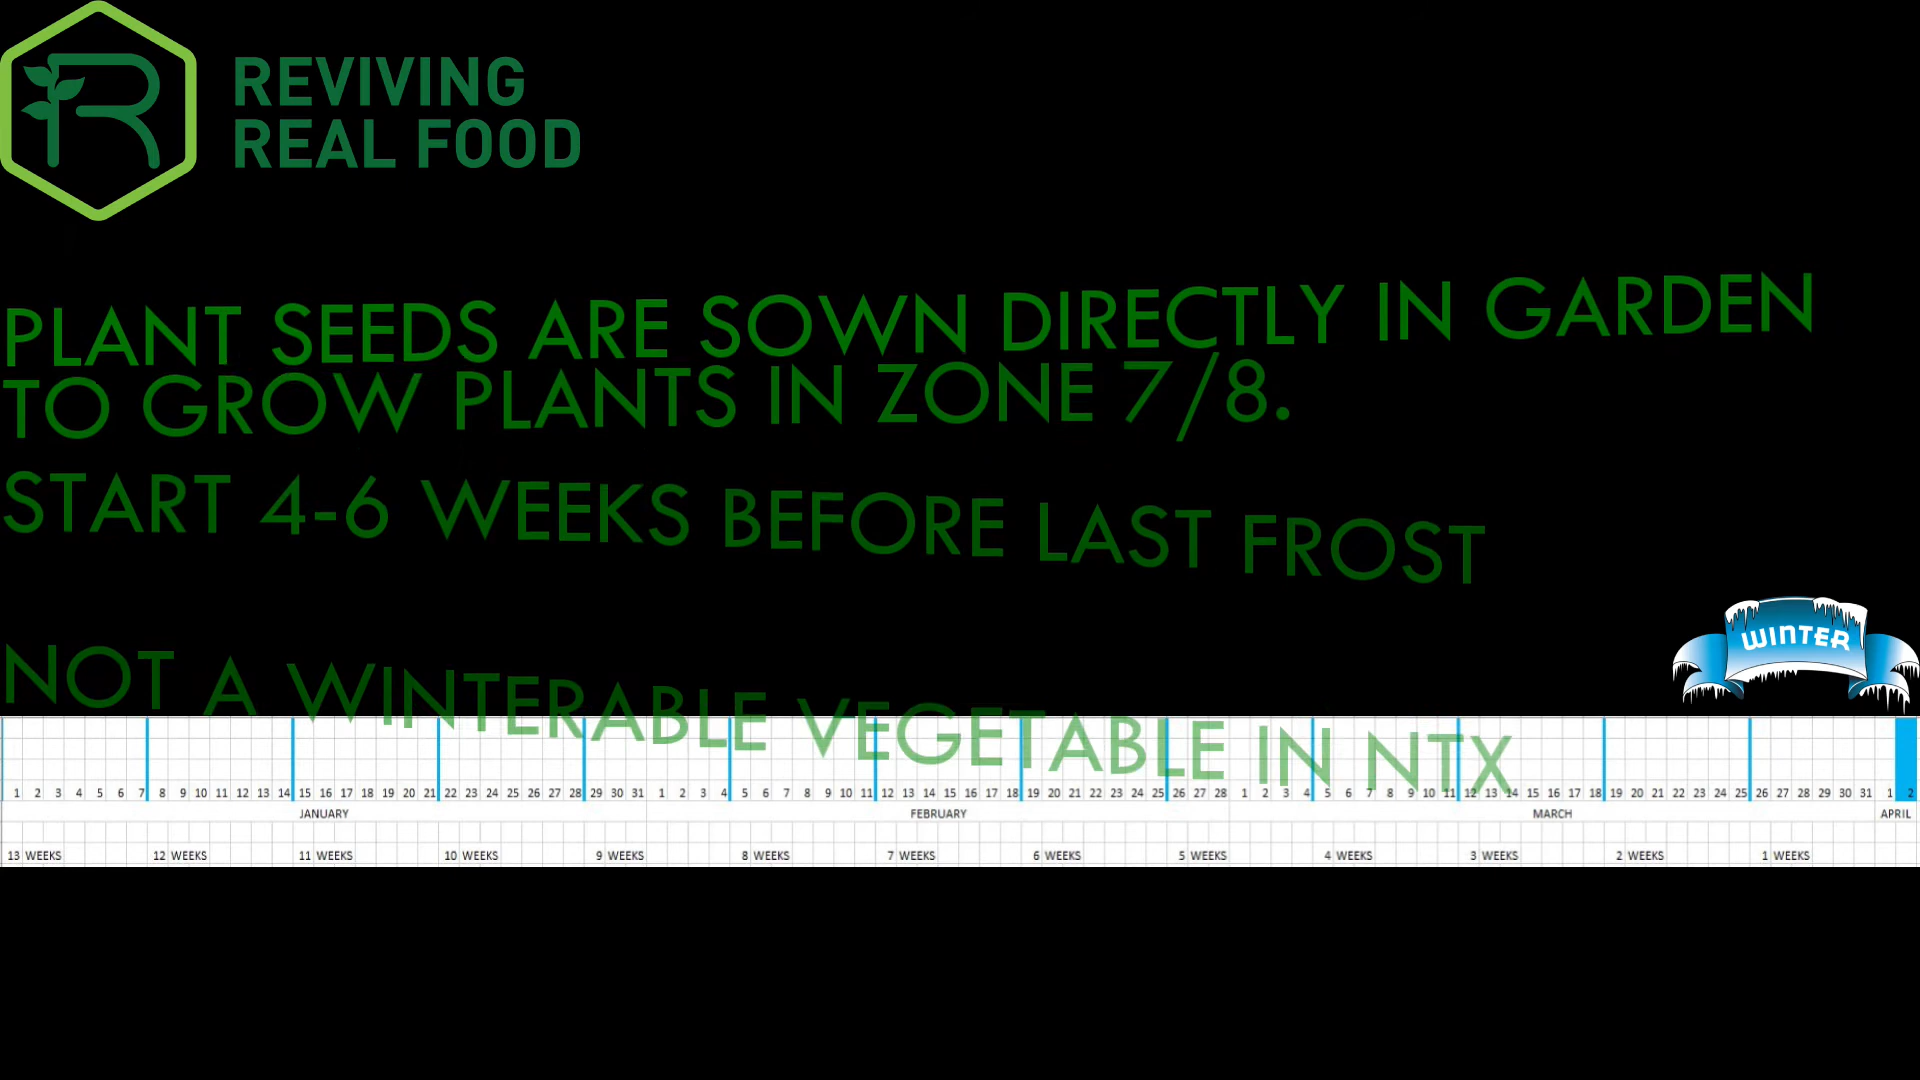 REVIVING
REAL FOOD
PLANT SEEDS ARE SOWN DIRECTLY IN GARDEN
TO GROW PLANTS IN ZONE 7/8.
START 4-6 WEEKS BEFORE LAST FROST
WINTER
NOT A WINTERABLE VEGETABLE IN NTX
1 2 3 4 5 6 7 8 9 10 11 12 13 14 15 16 17 18 19 20 21 22 23 24 25 26 27 28 29 30 31 1 2 3 4 5 6 7 8 9 10 11 12 13 14 15 16 17 18 19 20 21 22 23 24 25 26 27 28 1 2 3 4 5 6 7 8 9 10 11 12 13 14 15 16 17 18 19 20 21 22 23 24 25 26 27 28 29 30 31 1 2
JANUARY FEBRUARY MARCH APRIL
13 WEEKS 12 WEEKS 11 WEEKS 10 WEEKS 9 WEEKS 8 WEEKS 7 WEEKS 6 WEEKS 5 WEEKS 4 WEEKS 3 WEEKS 2 WEEKS 1 WEEKS